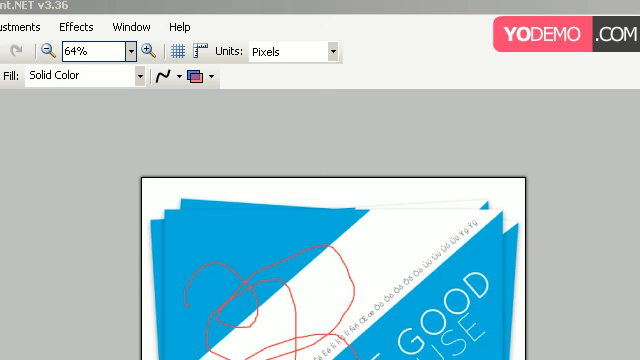 nt.NET v3.36
ustments Effects Window Help
YODEMO.COM
64% Units: Pixels
Fill: Solid Color
GOOD
USE